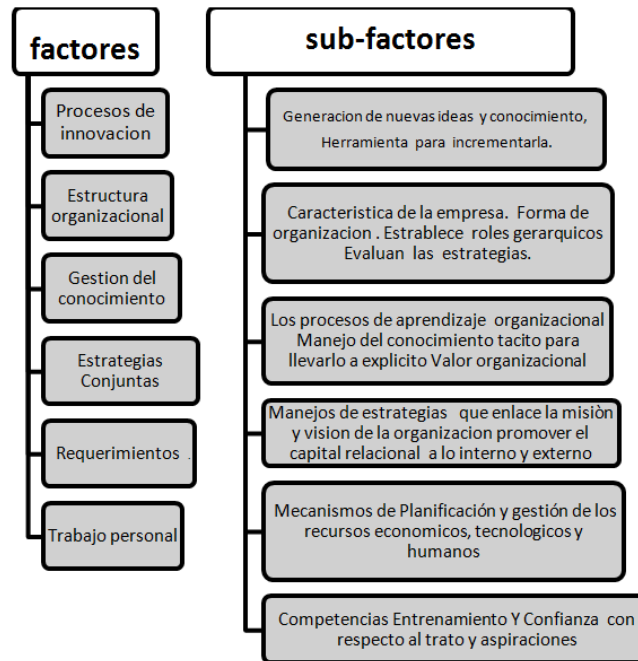 factores
Procesos de
innovacion
Estructura
organizacional
Gestion del
conocimiento
Estrategias
Conjuntas
Requerimientos .
Trabajo personal
sub-factores
Generacion de nuevas ideas y conocimiento,
Herramienta para incrementarla.
Caracteristica de la empresa. Forma de
organizacion . Estrablece roles gerarquicos
Evaluan las estrategias.
Los procesos de aprendizaje organizacional
Manejo del conocimiento tacito para
llevarlo a explicito Valor organizacional
Manejos de estrategias que enlace la misiòn
y vision de la organizacion promover el
capital relacional a lo interno y externo
Mecanismos de Planificación y gestión de los
recursos economicos, tecnologicos y
humanos
Competencias Entrenamiento Y Confianza con
respecto al trato y aspiraciones